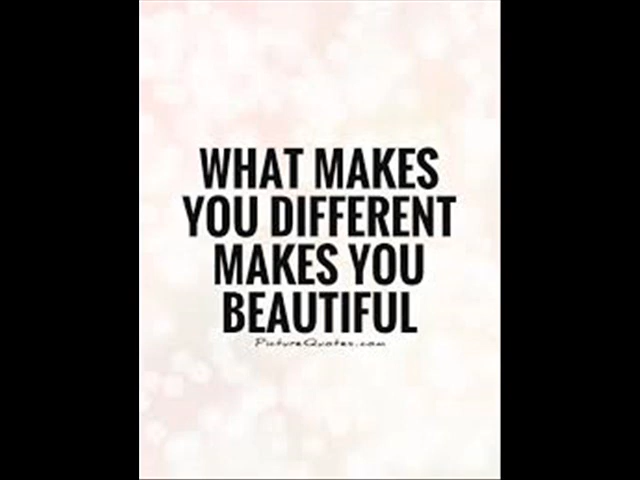 WHAT MAKES
YOU DIFFERENT
MAKES YOU
BEAUTIFUL
PictureQuotes.com